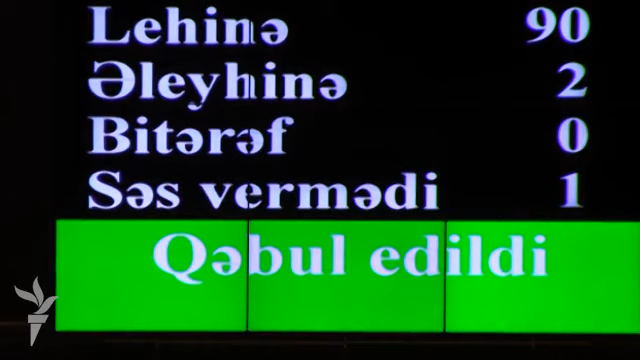 Lehinə 90
Əleyhinə 2
Bitərəf 0
Səs vermədi 1
Qəbul edildi